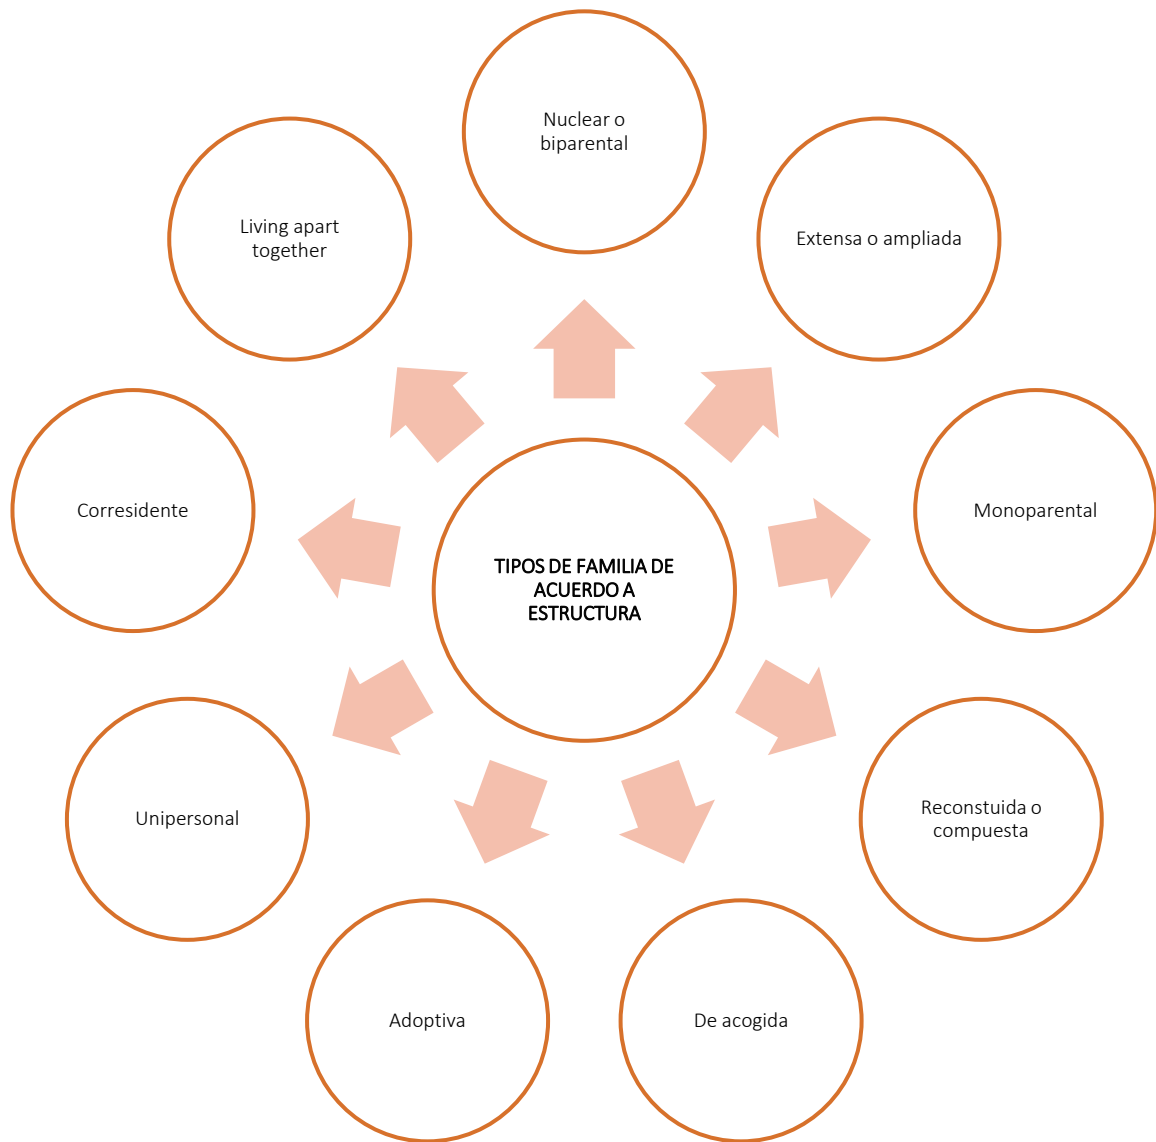 Nuclear o
biparental
Extensa o ampliada
Monoparental
Reconstuida o
compuesta
De acogida
Adoptiva
Unipersonal
Corresidente
Living apart
together
TIPOS DE FAMILIA DE
ACUERDO A
ESTRUCTURA